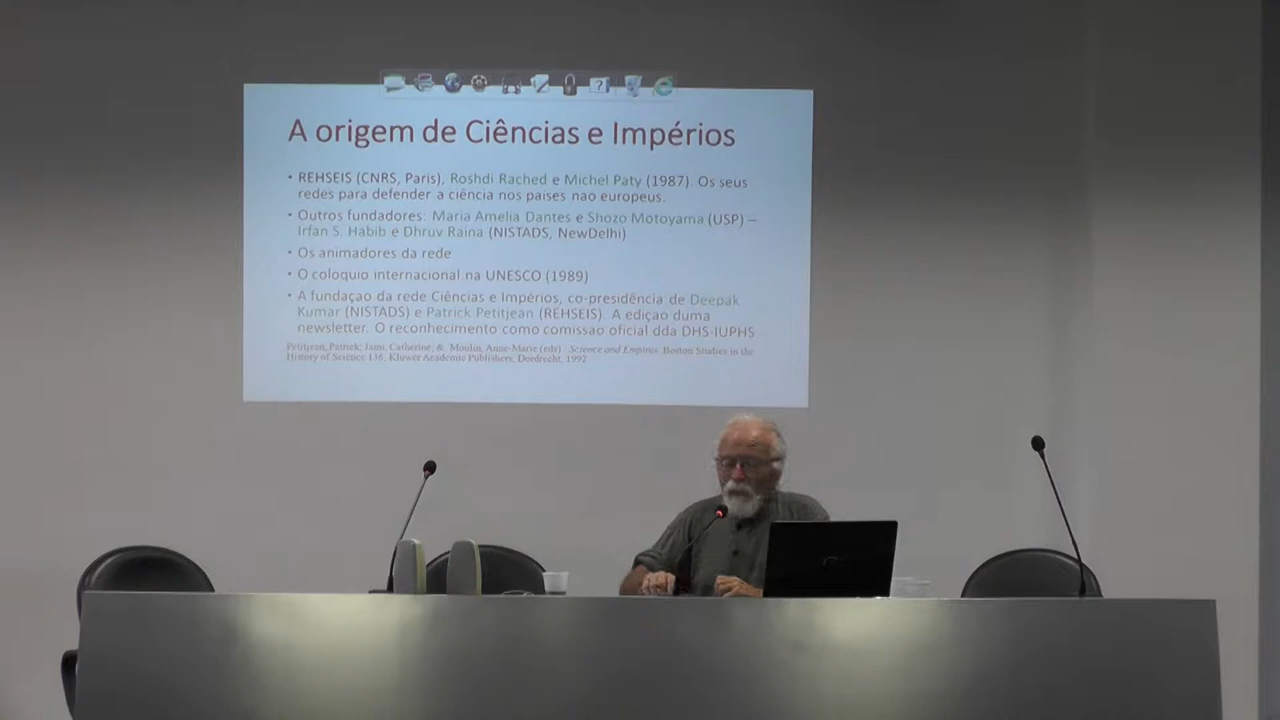 A origem de Ciências e Impérios
• REHSEIS (CNRS, Paris), Roshdi Rached e Michel Paty (1987). Os seus
redes para defender a ciência nos paises nao europeus.
• Outros fundadores: Maria Amelia Dantes e Shozo Motoyama (USP) –
Irfan S. Habib e Dhruv Raina (NISTADS, NewDelhi)
• Os animadores da rede
• O coloquio internacional na UNESCO (1989)
• A fundaçao da rede Ciências e Impérios, co-presidência de Deepak
Kumar (NISTADS) e Patrick Petitjean (REHSEIS). A ediçao duma
newsletter. O reconhecimento como comissao oficial dda DHS-IUPHS
Petitjean, Patrick; Jami, Catherine, & Moulin, Anne-Marie (eds) : Science and Empires. Boston Studies in the
History of Science 136, Kluwer Academic Publishers, Dordrecht, 1992